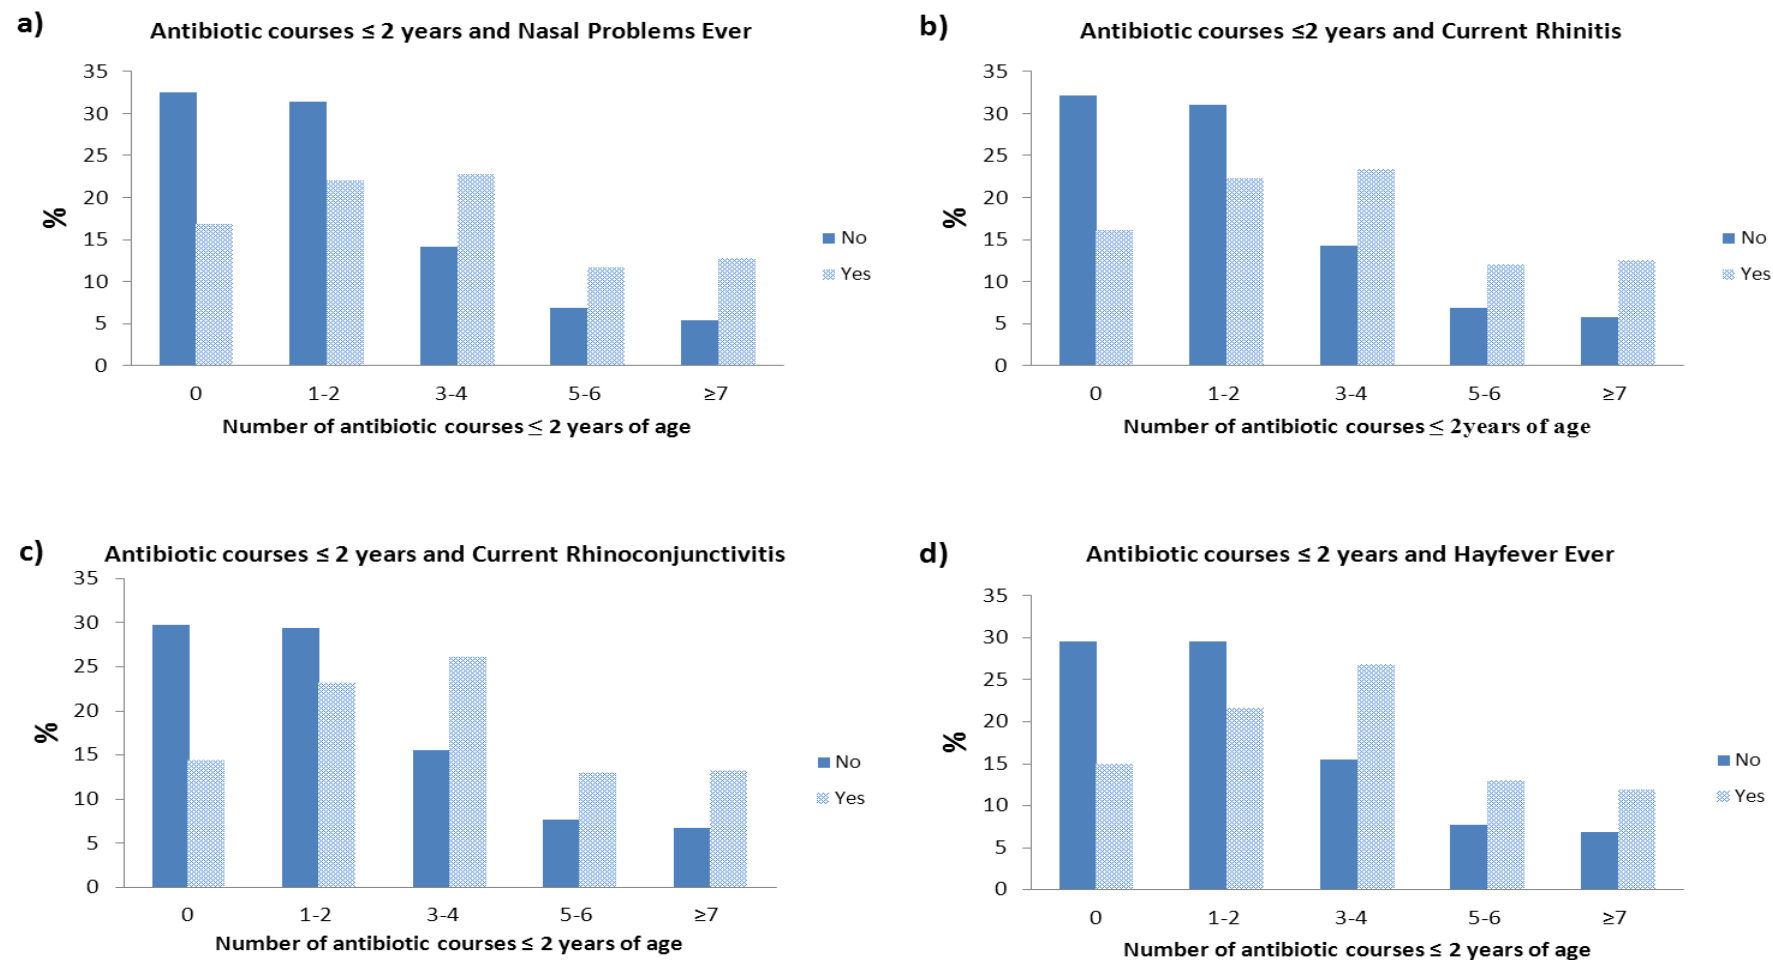 a)
Antibiotic courses ≤ 2 years and Nasal Problems Ever
35
30
25
20
15
10
5
0
%
0 1-2 3-4 5-6 ≥7
Number of antibiotic courses ≤ 2 years of age
No
Yes
b)
Antibiotic courses ≤2 years and Current Rhinitis
35
30
25
20
15
10
5
0
%
0 1-2 3-4 5-6 ≥7
Number of antibiotic courses ≤ 2years of age
No
Yes
c)
Antibiotic courses ≤ 2 years and Current Rhinoconjunctivitis
35
30
25
20
15
10
5
0
%
0 1-2 3-4 5-6 ≥7
Number of antibiotic courses ≤ 2 years of age
No
Yes
d)
Antibiotic courses ≤ 2 years and Hayfever Ever
35
30
25
20
15
10
5
0
%
0 1-2 3-4 5-6 ≥7
Number of antibiotic courses ≤ 2 years of age
No
Yes